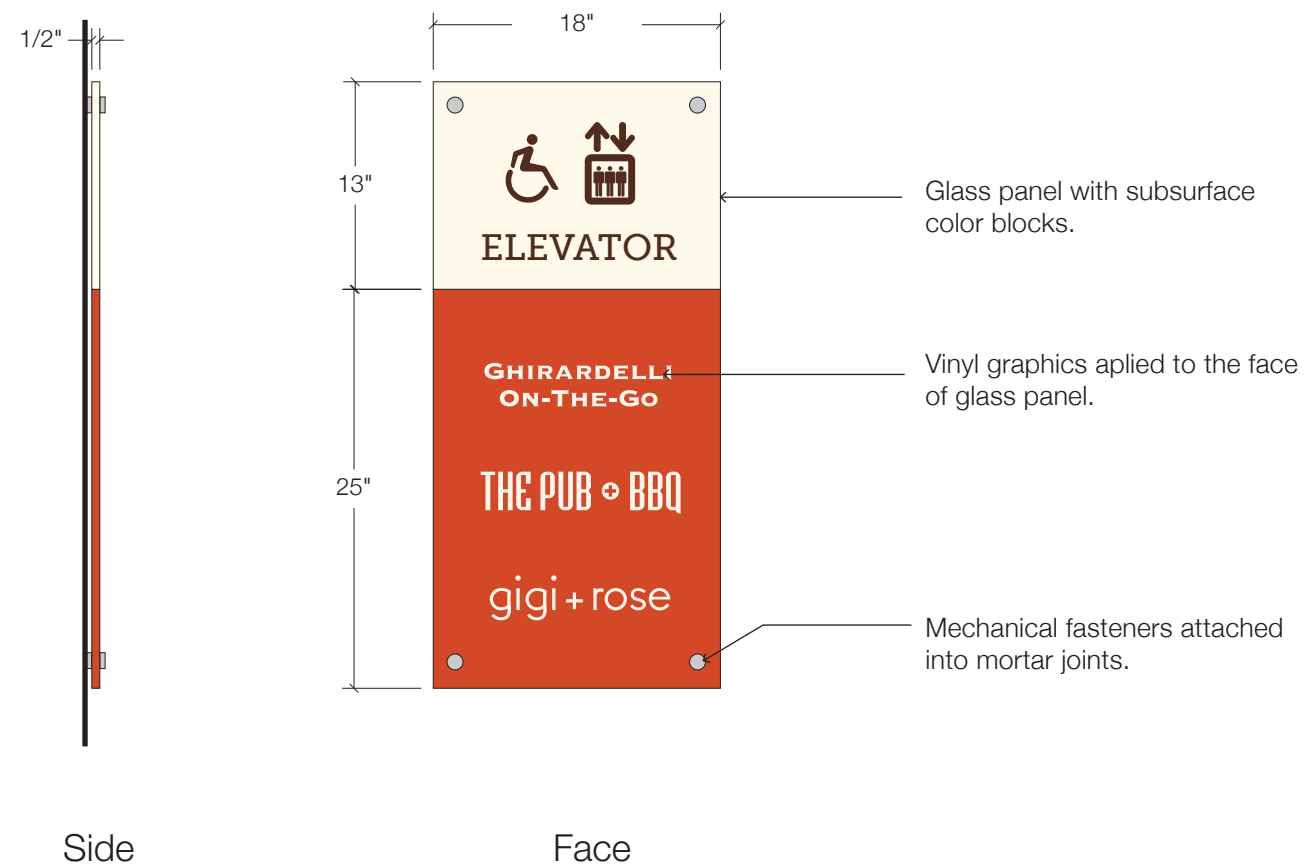 1/2"
18"
13"
ELEVATOR
Glass panel with subsurface
color blocks.
GHIRARDELLI
ON-THE-GO
Vinyl graphics aplied to the face
of glass panel.
25"
THE PUB + BBQ
gigi + rose
Mechanical fasteners attached
into mortar joints.
Side
Face